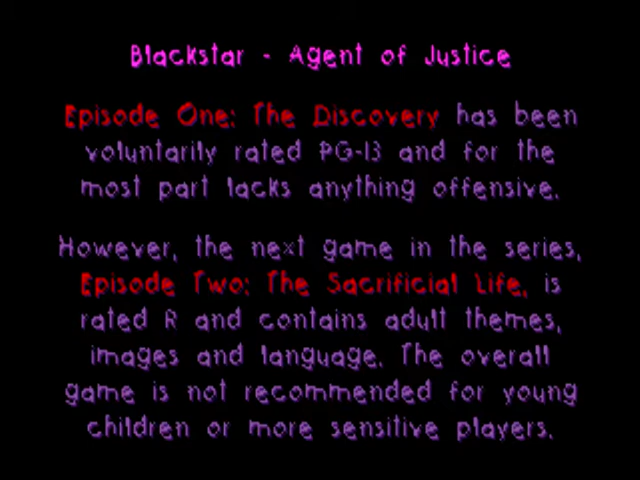 Blackstar - Agent of Justice
Episode One: The Discovery has been
voluntarily rated PG-13 and for the
most part lacks anything offensive.
However, the next game in the series,
Episode Two: The Sacrificial Life, is
rated R and contains adult themes,
images and language. The overall
game is not recommended for young
children or more sensitive players.